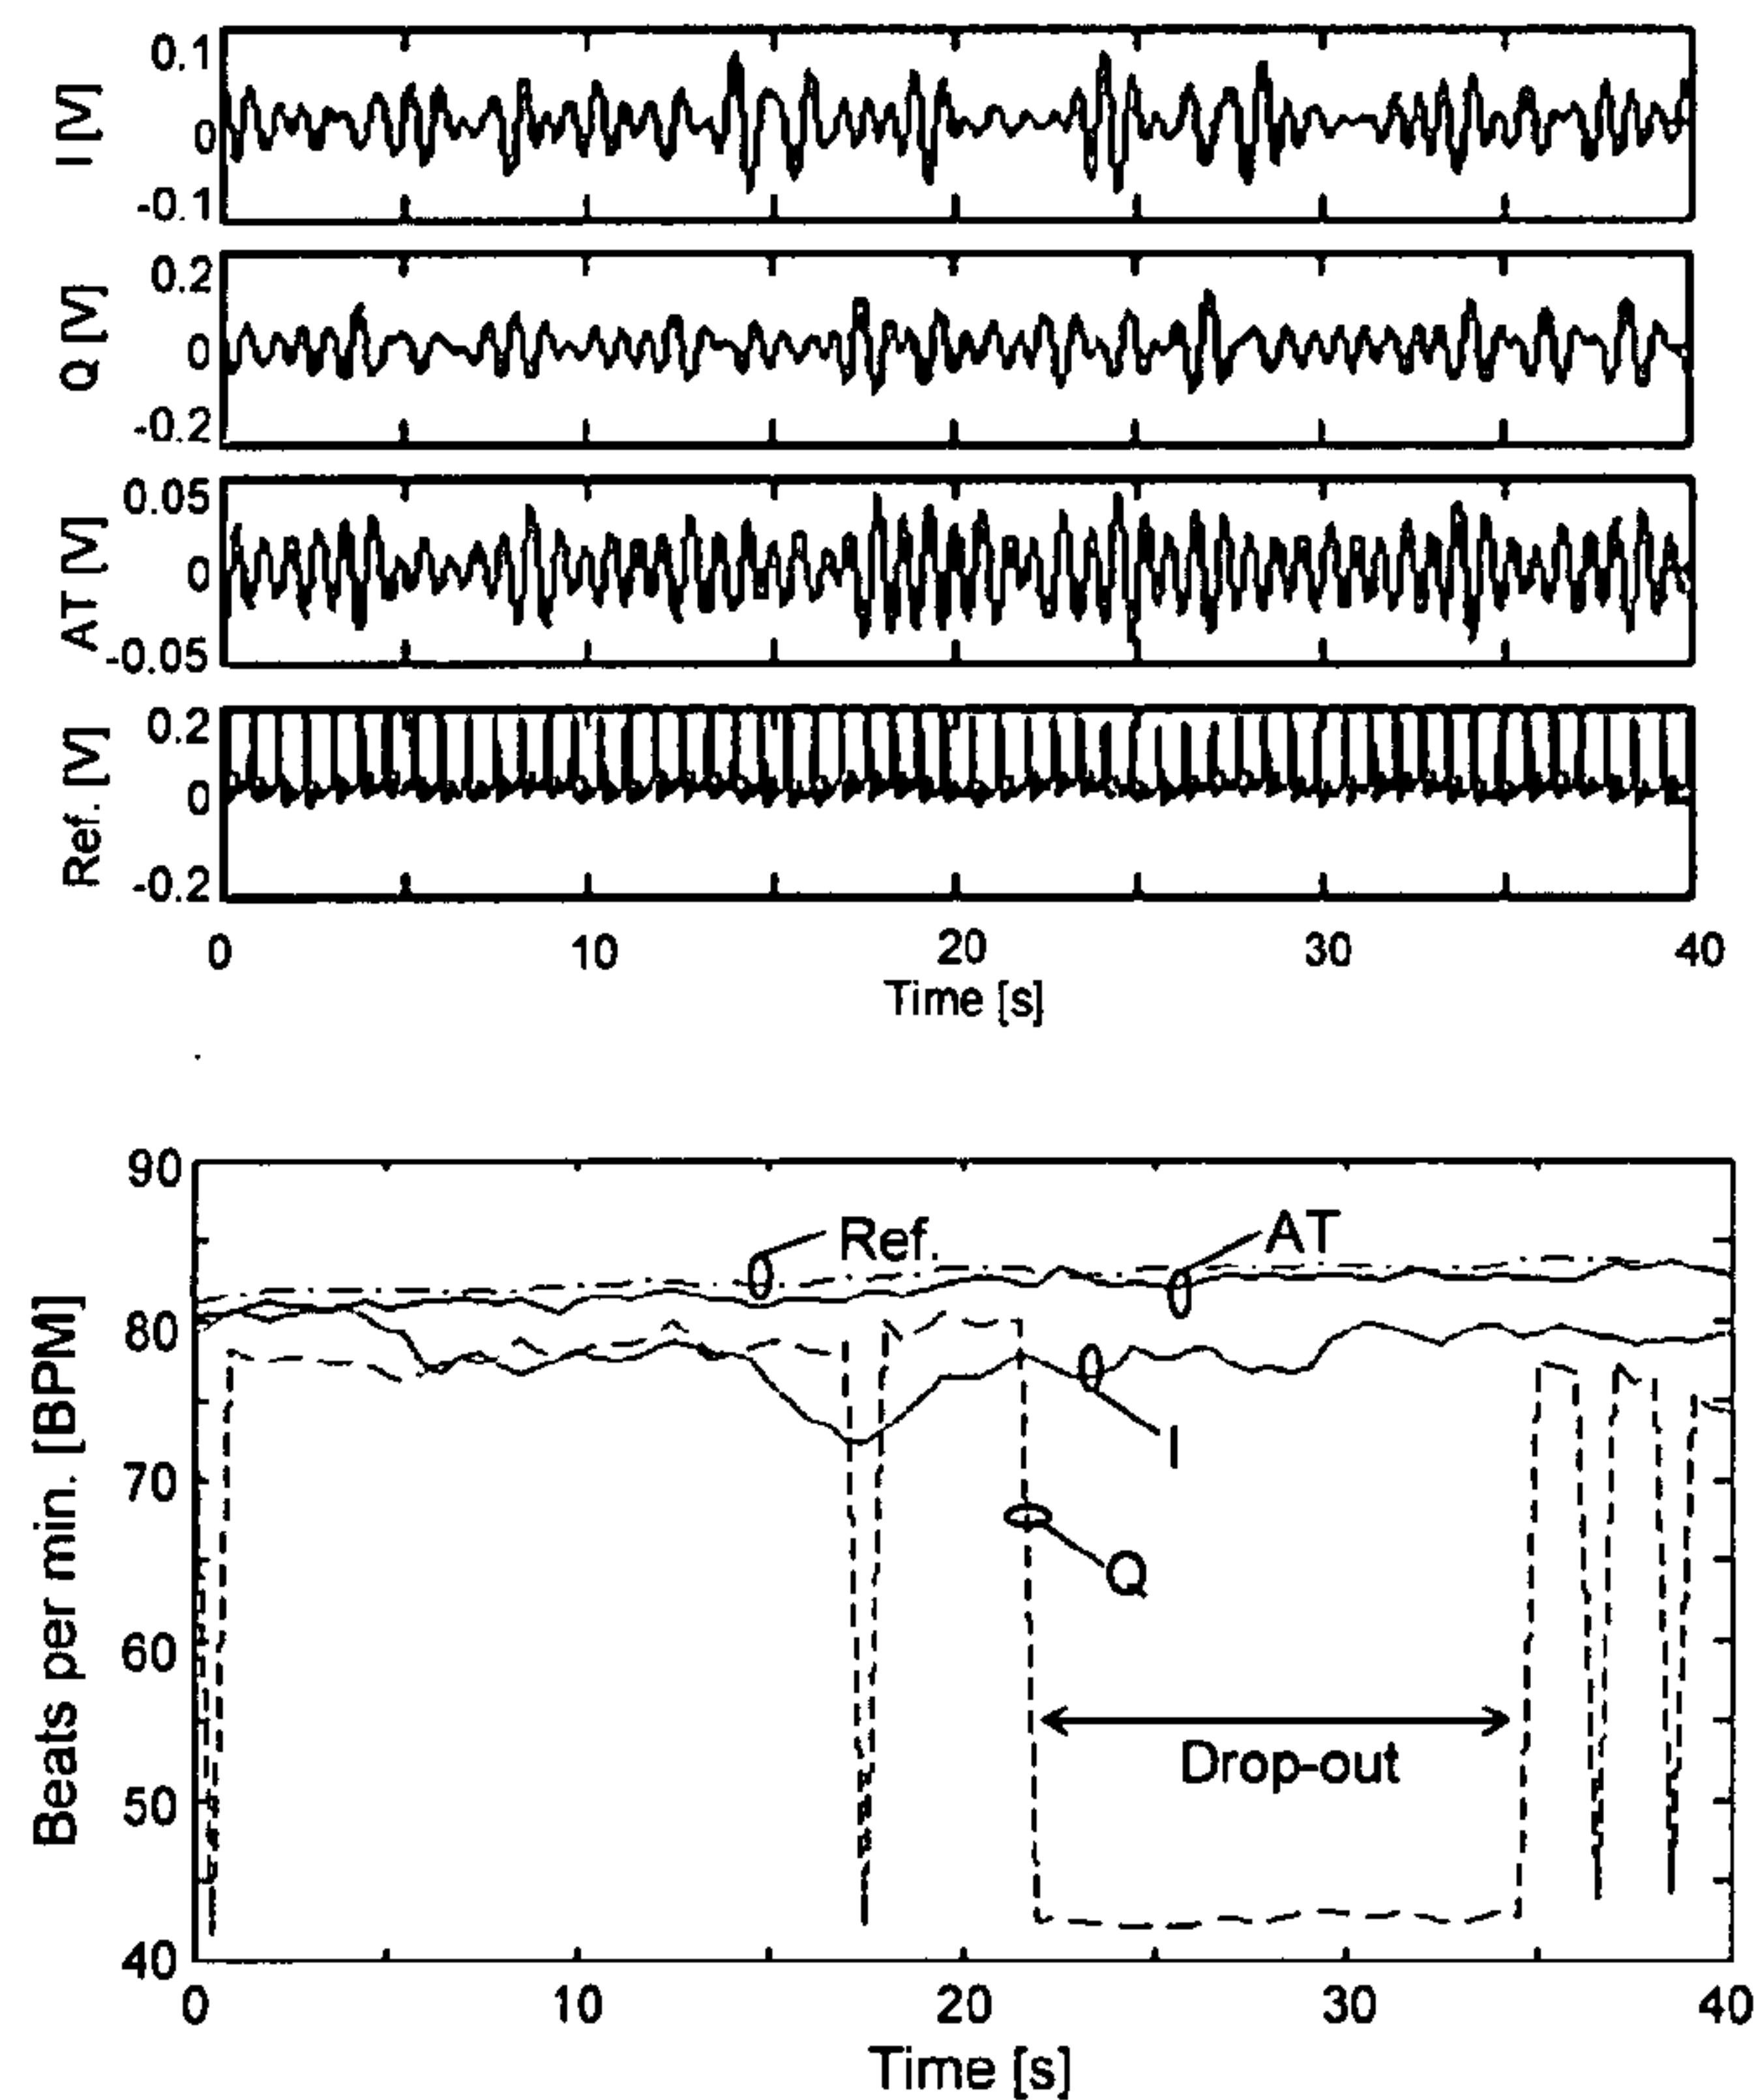 0.1
I [V]
0
-0.1
0.2
Q [V]
0
-0.2
0.05
AT [V]
0
-0.05
0.2
Ref. [V]
0
-0.2
0 10 20 30 40
Time [s]
90
Ref. AT
80
I
70
Q
Beats per min. [BPM]
60
Drop-out
50
40
0 10 20 30 40
Time [s]